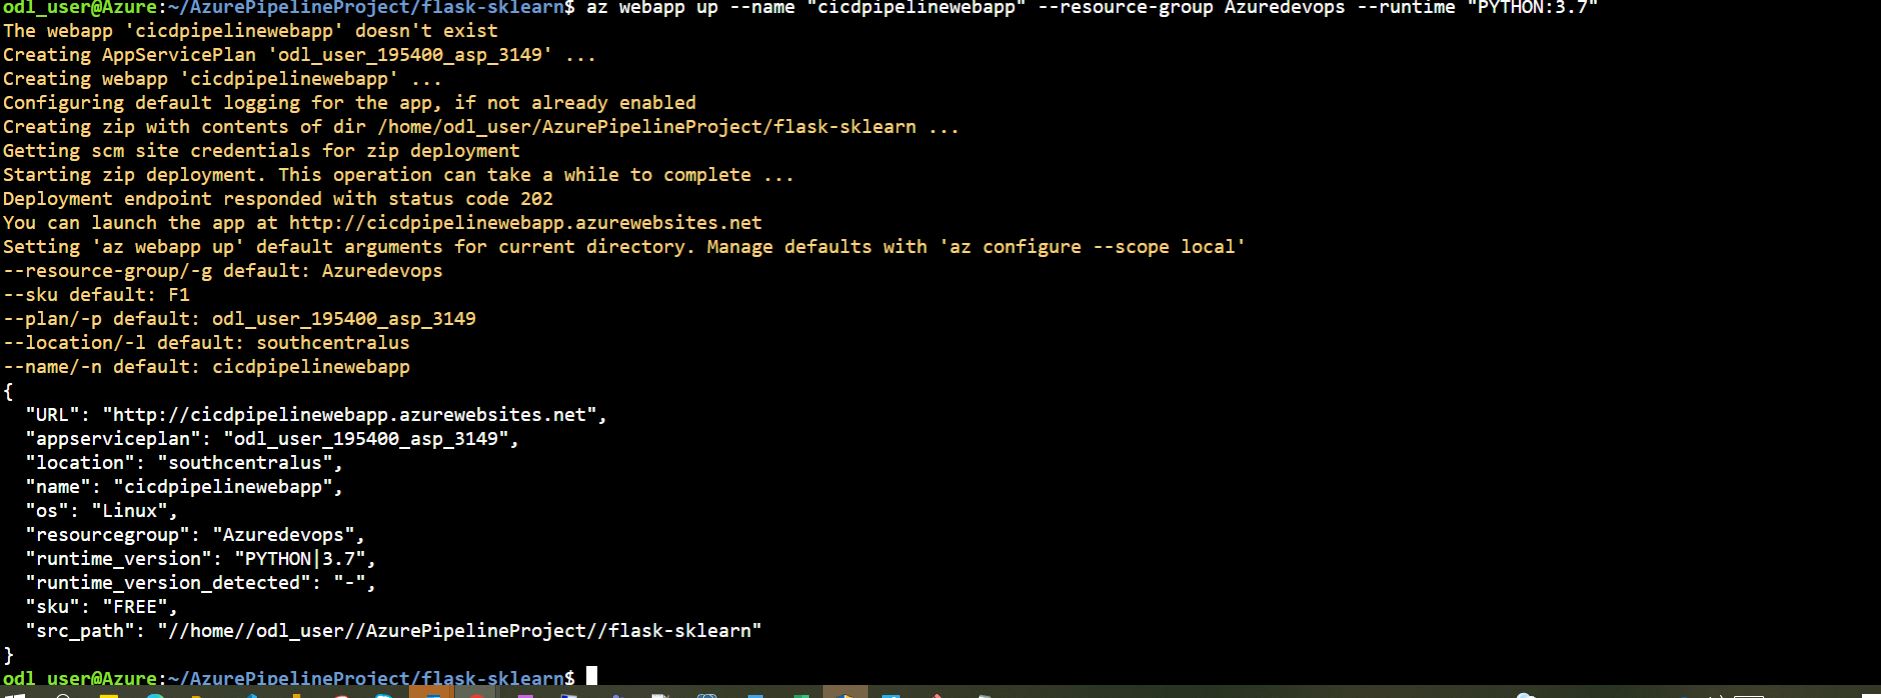 odl_user@Azure:~/AzurePipelineProject/flask-sklearn$ az webapp up --name "cicdpipelinewebapp" --resource-group Azuredevops --runtime "PYTHON:3.7"
The webapp 'cicdpipelinewebapp' doesn't exist
Creating AppServicePlan 'odl_user_195400_asp_3149' ...
Creating webapp 'cicdpipelinewebapp' ...
Configuring default logging for the app, if not already enabled
Creating zip with contents of dir /home/odl_user/AzurePipelineProject/flask-sklearn ...
Getting scm site credentials for zip deployment
Starting zip deployment. This operation can take a while to complete ...
Deployment endpoint responded with status code 202
You can launch the app at http://cicdpipelinewebapp.azurewebsites.net
Setting 'az webapp up' default arguments for current directory. Manage defaults with 'az configure --scope local'
--resource-group/-g default: Azuredevops
--sku default: F1
--plan/-p default: odl_user_195400_asp_3149
--location/-l default: southcentralus
--name/-n default: cicdpipelinewebapp
{
  "URL": "http://cicdpipelinewebapp.azurewebsites.net",
  "appserviceplan": "odl_user_195400_asp_3149",
  "location": "southcentralus",
  "name": "cicdpipelinewebapp",
  "os": "Linux",
  "resourcegroup": "Azuredevops",
  "runtime_version": "PYTHON|3.7",
  "runtime_version_detected": "-",
  "sku": "FREE",
  "src_path": "//home//odl_user//AzurePipelineProject//flask-sklearn"
}
odl_user@Azure:~/AzurePipelineProject/flask-sklearn$